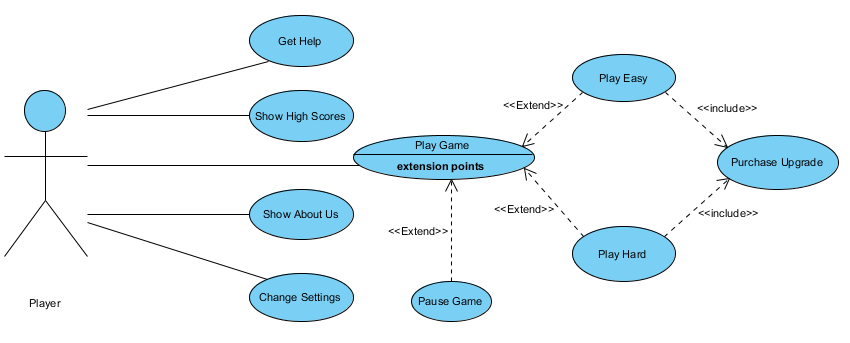 Get Help
Play Easy
<<Extend>>
<<include>>
Show High Scores
Play Game
extension points
Purchase Upgrade
Show About Us
<<Extend>>
<<include>>
<<Extend>>
Play Hard
Player
Change Settings
Pause Game